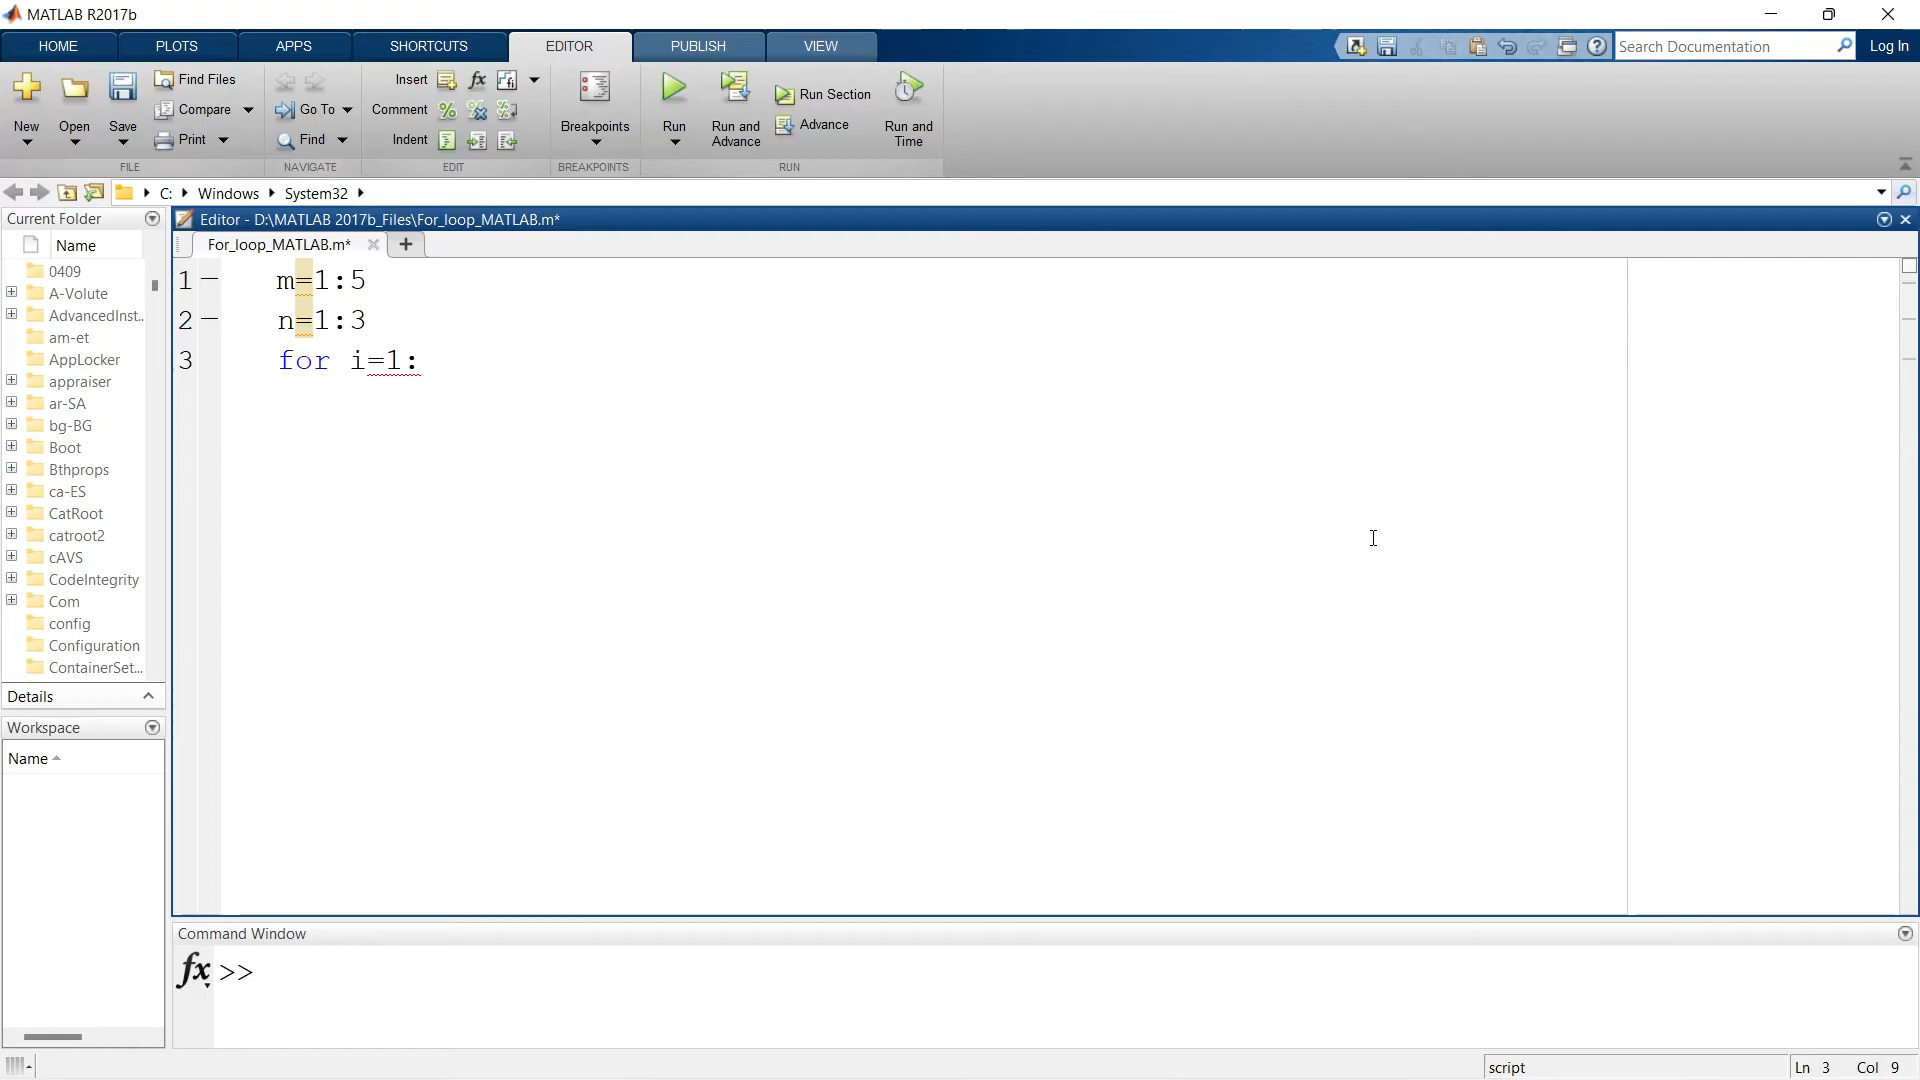 MATLAB R2017b
HOME PLOTS APPS SHORTCUTS EDITOR PUBLISH VIEW Search Documentation Log In
New Open Save Find Files Compare Print
FILE
Go To Find
NAVIGATE
Insert fx
Comment
Indent
EDIT
Breakpoints
BREAKPOINTS
Run Run and Advance Run Section Advance Run and Time
RUN
C: Windows System32
Current Folder
Name
0409
A-Volute
AdvancedInst..
am-et
AppLocker
appraiser
ar-SA
bg-BG
Boot
Bthprops
ca-ES
CatRoot
catroot2
cAVS
CodeIntegrity
Com
config
Configuration
ContainerSet...
Details
Workspace
Name
Editor - D:\MATLAB 2017b_Files\For_loop_MATLAB.m*
For_loop_MATLAB.m*
1 m=1:5
2 n=1:3
3 for i=1:
Command Window
fx >>
script Ln 3 Col 9